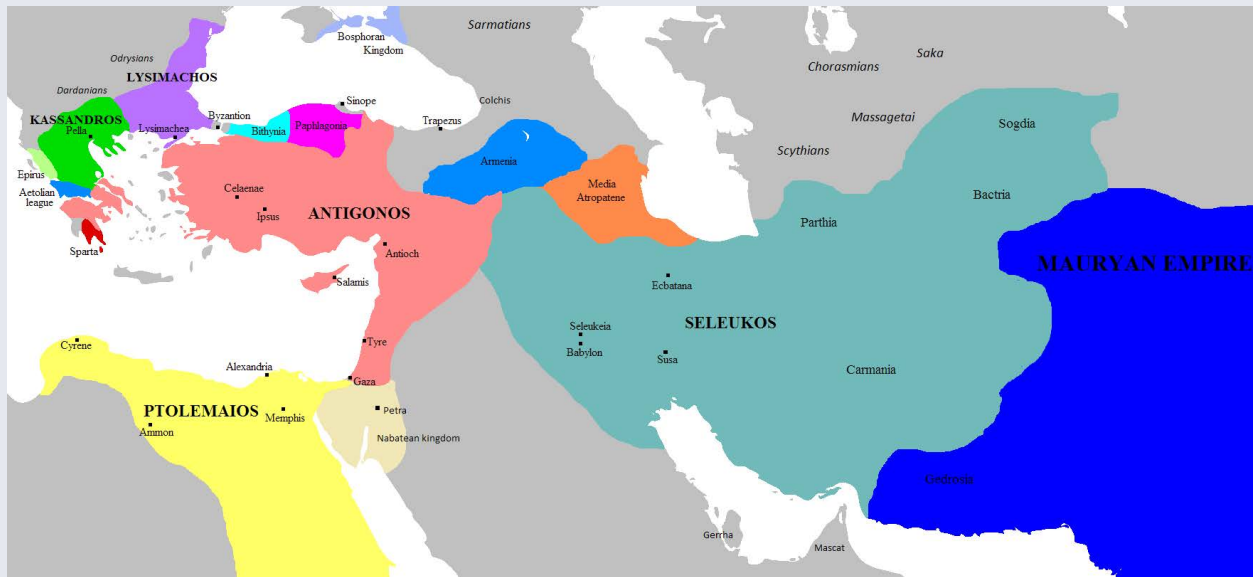 Sarmatians
Bosphoran
Kingdom
Saka
Odrysians
Chorasmians
LYSIMACHOS
Dardanians
Sinope
Colchis
KASSANDROS
Byzantion
Massagetai
Trapezus
Sogdia
Pella
Lysimachea
Bithynia
Paphlagonia
Scythians
Armenia
Epirus
Aetolian
league
Celaenae
Media
Atropatene
Bactria
ANTIGONOS
Ipsus
Parthia
Sparta
Antioch
MAURYAN EMPIRE
Salamis
Ecbatana
Seleukeia
SELEUKOS
Cyrene
Tyre
Babylon
Susa
Alexandria
Carmania
Gaza
PTOLEMAIOS
Memphis
Petra
Ammon
Nabatean kingdom
Gedrosia
Gerrha
Mascat